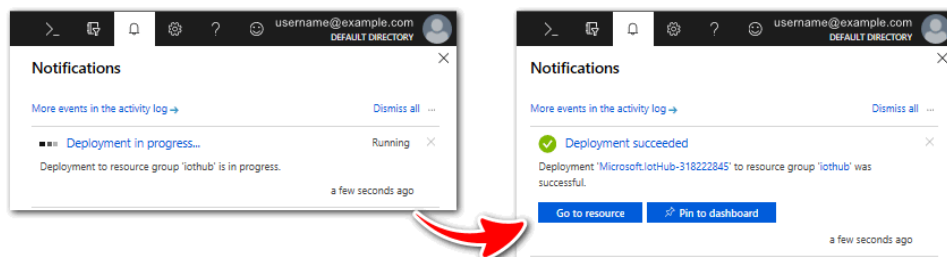 username@example.com
DEFAULT DIRECTORY
Notifications
More events in the activity log →
Dismiss all ...
Deployment in progress...
Running
Deployment to resource group 'iothub' is in progress.
a few seconds ago
username@example.com
DEFAULT DIRECTORY
Notifications
More events in the activity log →
Dismiss all ...
Deployment succeeded
Deployment 'Microsoft.IotHub-318222845' to resource group 'iothub' was
successful.
Go to resource
Pin to dashboard
a few seconds ago